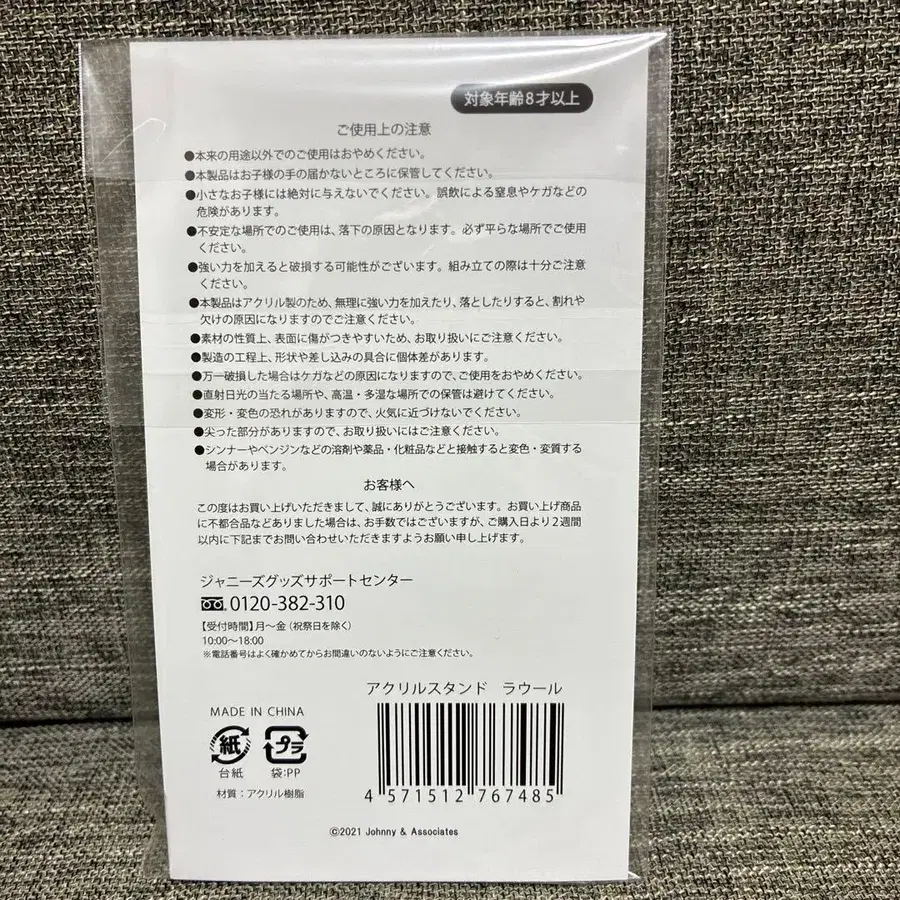 対象年齢8才以上
ご使用上の注意
●本来の用途以外でのご使用はおやめください。
●本製品はお子様の手の届かないところに保管してください。
●小さなお子様には絶対に与えないでください。誤飲による窒息やケガなどの
危険があります。
●不安定な場所でのご使用は、落下の原因となります。必ず平らな場所でご使用
ください。
●強い力を加えると破損する可能性がございます。組み立ての際は十分ご注意
ください。
●本製品はアクリル製のため、無理に強い力を加えたり、落としたりすると、割れや
欠けの原因になりますのでご注意ください。
●素材の性質上、表面に傷がつきやすいため、お取り扱いにご注意ください。
●製造の工程上、形状や差し込みの具合に個体差があります。
●万一破損した場合はケガなどの原因になりますので、ご使用をおやめください。
●直射日光の当たる場所や、高温・多湿な場所での保管は避けてください。
●変形・変色の恐れがありますので、火気に近づけないでください。
●尖った部分がありますので、お取り扱いにはご注意ください。
●シンナーやベンジンなどの溶剤や薬品・化粧品などと接触すると変色・変質する
場合があります。
お客様へ
この度はお買い上げいただきまして、誠にありがとうございます。お買い上げ商品
に不都合品などありました場合は、お手数ではございますが、ご購入日より2週間
以内に下記までお問い合わせいただきますようお願い申し上げます。
ジャニーズグッズサポートセンター
0120-382-310
【受付時間】月～金（祝祭日を除く）
10:00～18:00
※電話番号はよく確かめてからお間違いのないようにご注意ください。
アクリルスタンド ラウール
MADE IN CHINA
紙 プラ
台紙 袋:PP
材質：アクリル樹脂
4 571512 767485
©2021 Johnny & Associates